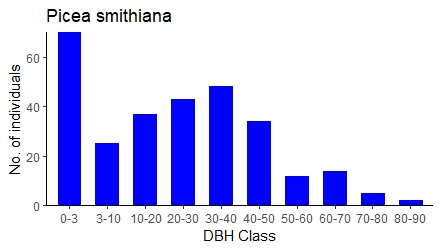 Picea smithiana
No. of individuals
60
40
20
0
0-3 3-10 10-20 20-30 30-40 40-50 50-60 60-70 70-80 80-90
DBH Class